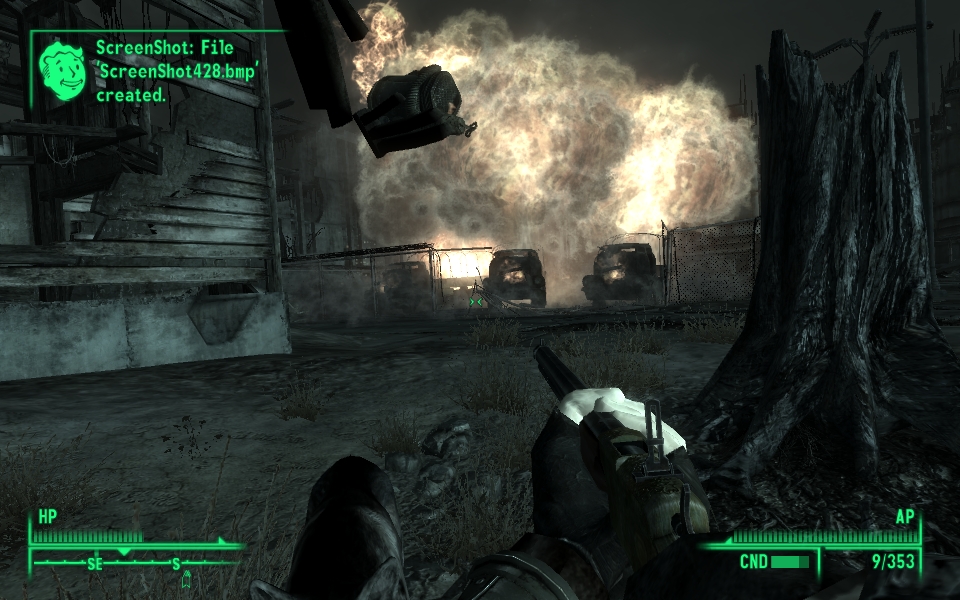 ScreenShot: File
'ScreenShot428.bmp'
created.
HP
AP
SE
S
CND
9/353